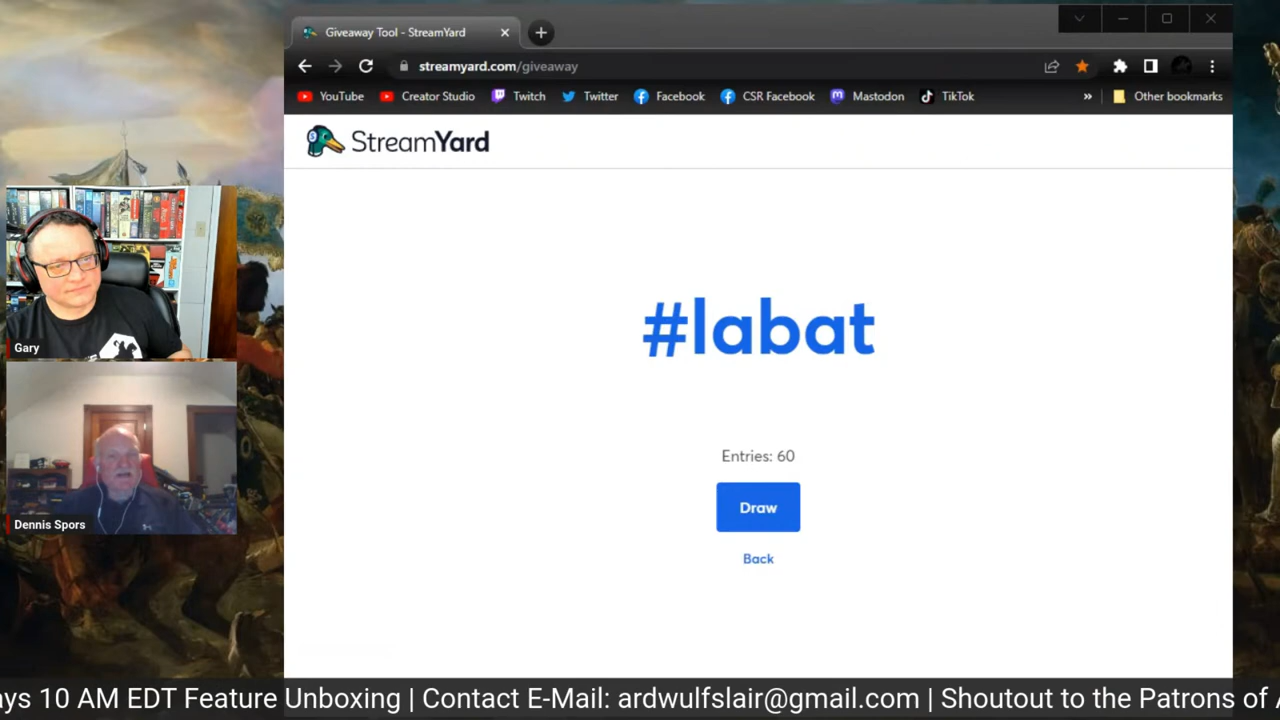 Giveaway Tool - StreamYard
streamyard.com/giveaway
YouTube Creator Studio Twitch Twitter Facebook CSR Facebook Mastodon TikTok » Other bookmarks
StreamYard
#labat
Gary
Entries: 60
Draw
Dennis Spors
Back
ays 10 AM EDT Feature Unboxing | Contact E-Mail: ardwulfslair@gmail.com | Shoutout to the Patrons of A